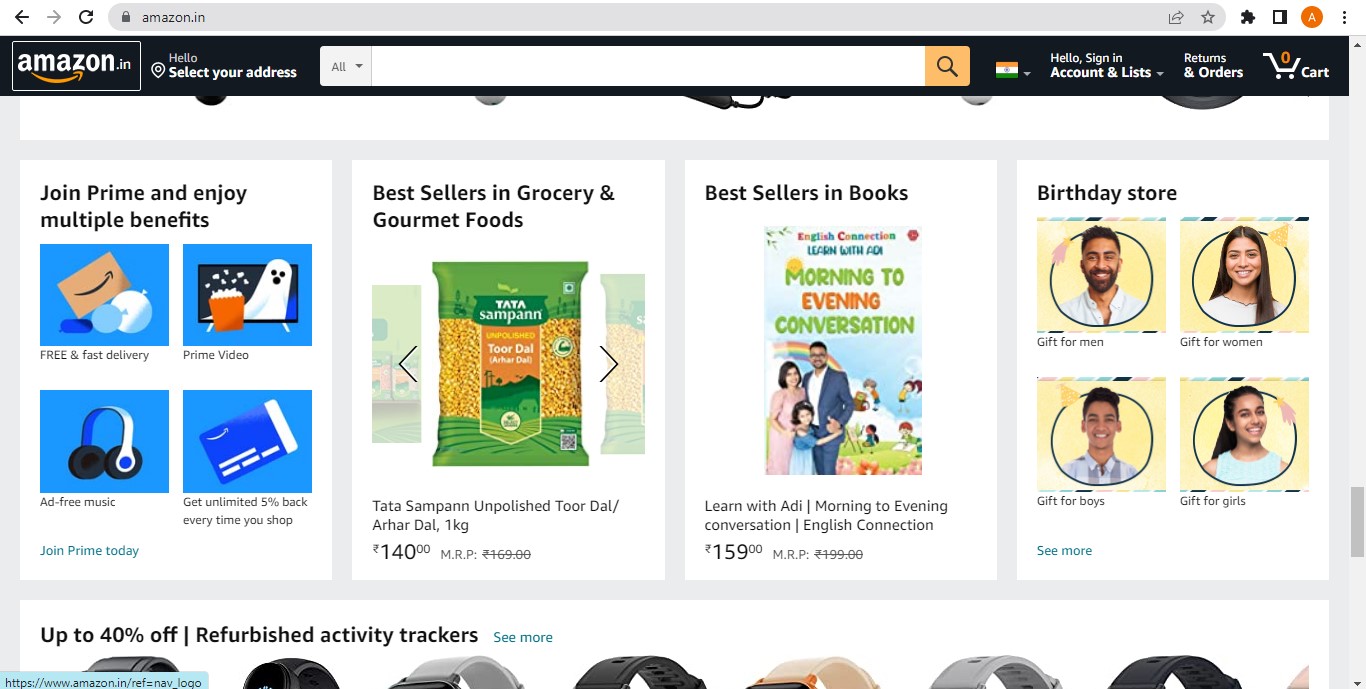 amazon.in
A
amazon.in
Hello
Select your address
All
Hello, Sign in
Account & Lists
Returns
& Orders
0
Cart
Join Prime and enjoy
multiple benefits
FREE & fast delivery
Prime Video
Ad-free music
Get unlimited 5% back
every time you shop
Join Prime today
Best Sellers in Grocery &
Gourmet Foods
TATA
sampann
UNPOLISHED
Toor Dal
(Arhar Dal)
Tata Sampann Unpolished Toor Dal/
Arhar Dal, 1kg
₹14000 M.R.P: ₹169.00
Best Sellers in Books
English Connection
LEARN WITH ADI
MORNING TO
EVENING
CONVERSATION
Learn with Adi | Morning to Evening
conversation | English Connection
₹15900 M.R.P: ₹199.00
Birthday store
Gift for men
Gift for women
Gift for boys
Gift for girls
See more
Up to 40% off | Refurbished activity trackers See more
https://www.amazon.in/ref=nav_logo